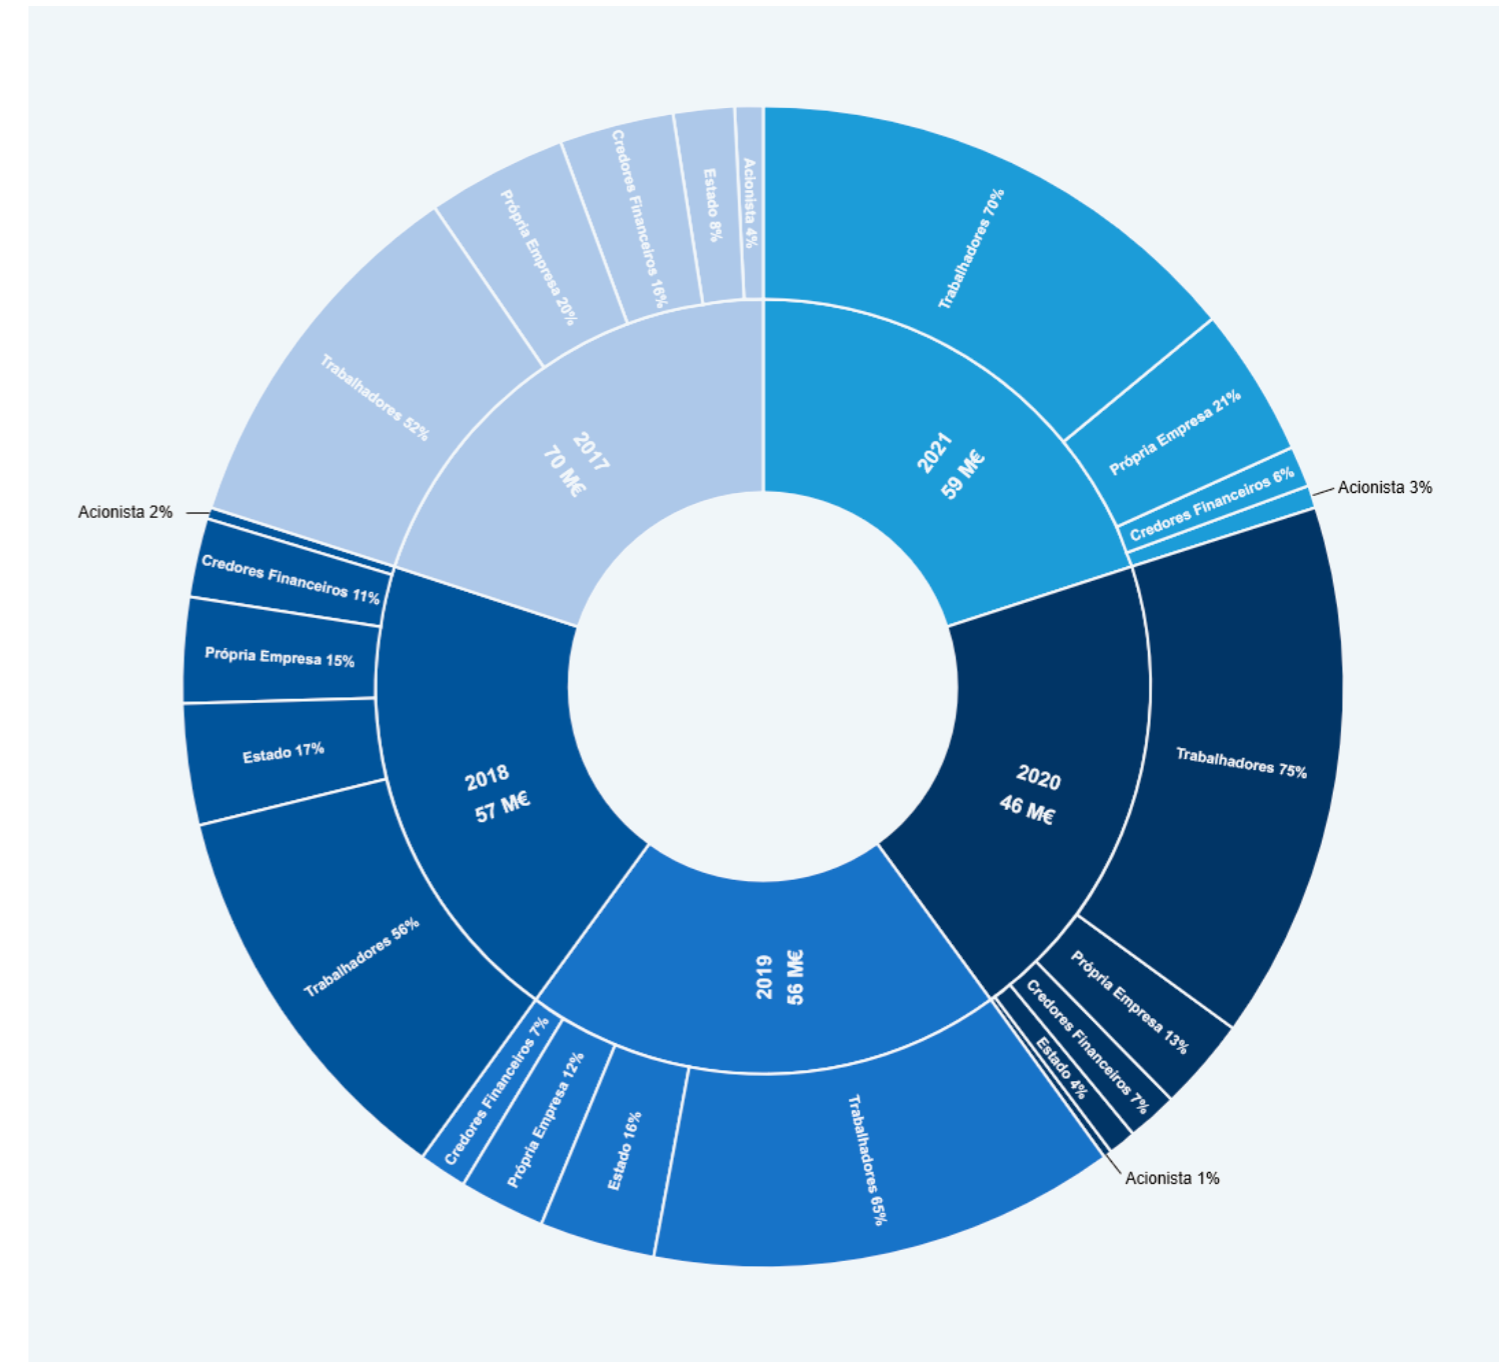 2021
59 M€
Trabalhadores 70%
Própria Empresa 21%
Credores Financeiros 6%
Acionista 3%
2020
46 M€
Trabalhadores 75%
Própria Empresa 13%
Credores Financeiros 7%
Estado 4%
Acionista 1%
2019
56 M€
Trabalhadores 65%
Estado 16%
Própria Empresa 12%
Credores Financeiros 7%
2018
57 M€
Trabalhadores 56%
Estado 17%
Própria Empresa 15%
Credores Financeiros 11%
Acionista 2%
2017
70 M€
Trabalhadores 52%
Própria Empresa 20%
Credores Financeiros 16%
Estado 8%
Acionista 4%